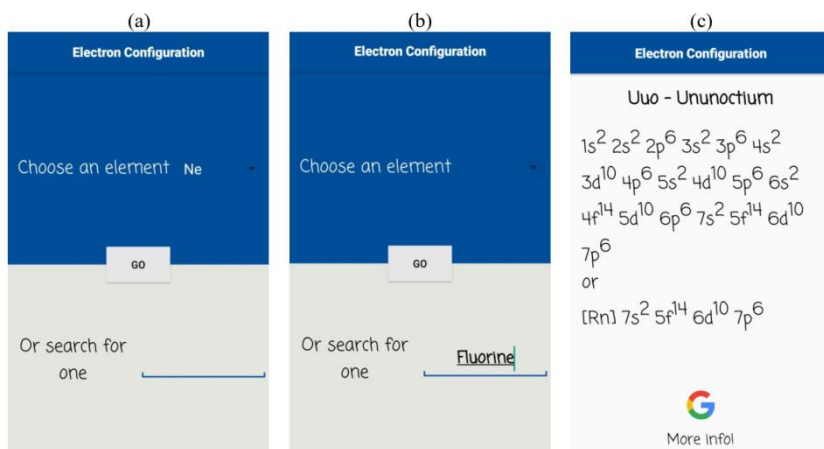 (a)
Electron Configuration
Choose an element Ne
GO
Or search for
one
(b)
Electron Configuration
Choose an element
GO
Or search for
one Fluorine
(c)
Electron Configuration
Uuo - Ununoctium
1s² 2s² 2p⁶ 3s² 3p⁶ 4s²
3d¹⁰ 4p⁶ 5s² 4d¹⁰ 5p⁶ 6s²
4f¹⁴ 5d¹⁰ 6p⁶ 7s² 5f¹⁴ 6d¹⁰
7p⁶
or
[Rn] 7s² 5f¹⁴ 6d¹⁰ 7p⁶
G
More info!